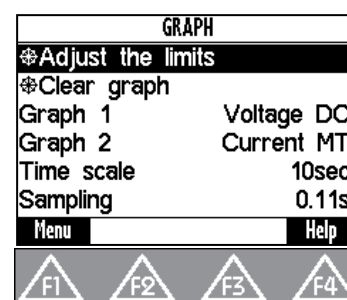 GRAPH
⎈Adjust the limits
⎈Clear graph
Graph 1 Voltage DC
Graph 2 Current MT
Time scale 10sec
Sampling 0.11s
Menu Help
F1 F2 F3 F4